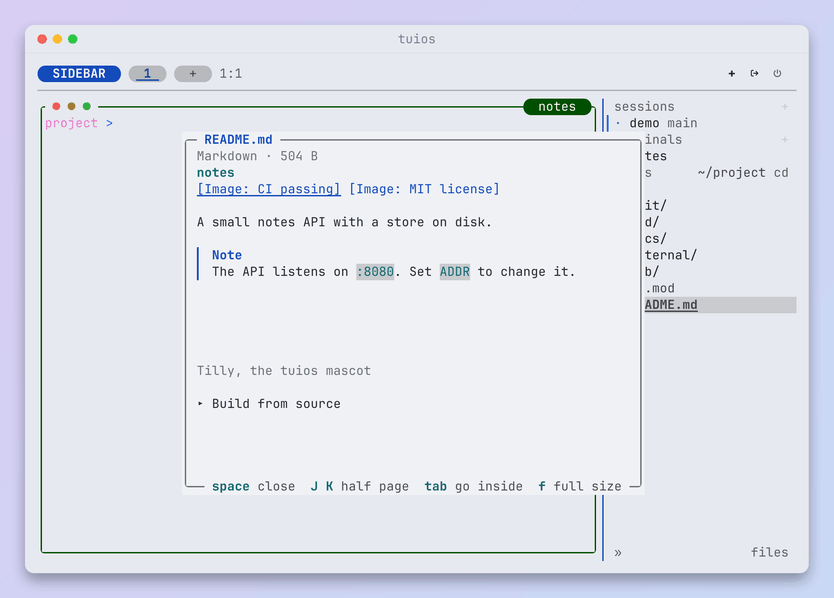 tuios
SIDEBAR 1 + 1:1 +
notes
sessions +
project >
· demo main
inals +
tes
s ~/project cd
it/
d/
cs/
ternal/
b/
.mod
ADME.md
README.md
Markdown · 504 B
notes
[Image: CI passing] [Image: MIT license]
A small notes API with a store on disk.
Note
The API listens on :8080. Set ADDR to change it.
Tilly, the tuios mascot
▸ Build from source
space close J K half page tab go inside f full size
» files